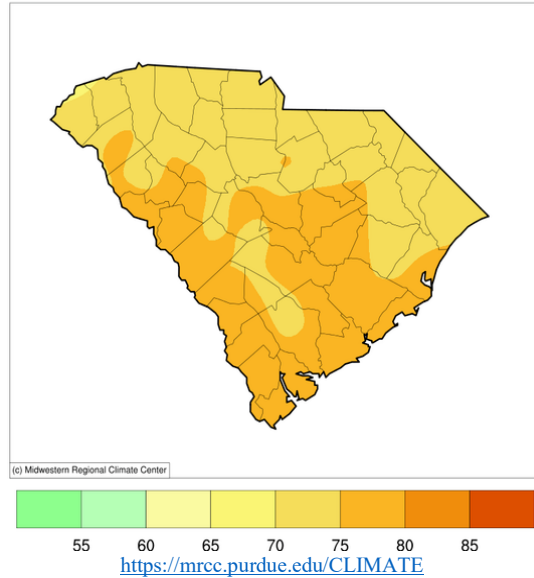 (c) Midwestern Regional Climate Center
55 60 65 70 75 80 85
https://mrcc.purdue.edu/CLIMATE